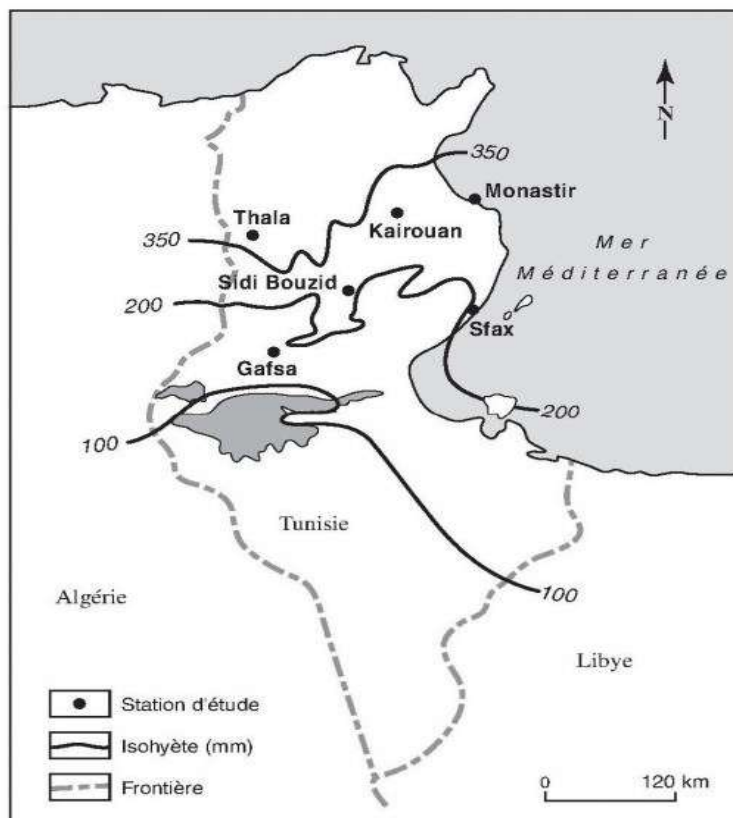 N
350
Monastir
Thala
Kairouan
350
Mer
Méditerranée
Sidi Bouzid
200
Sfax
Gafsa
200
100
Tunisie
100
Algérie
Libye
Station d'étude
Isohyète (mm)
Frontière
0 120 km